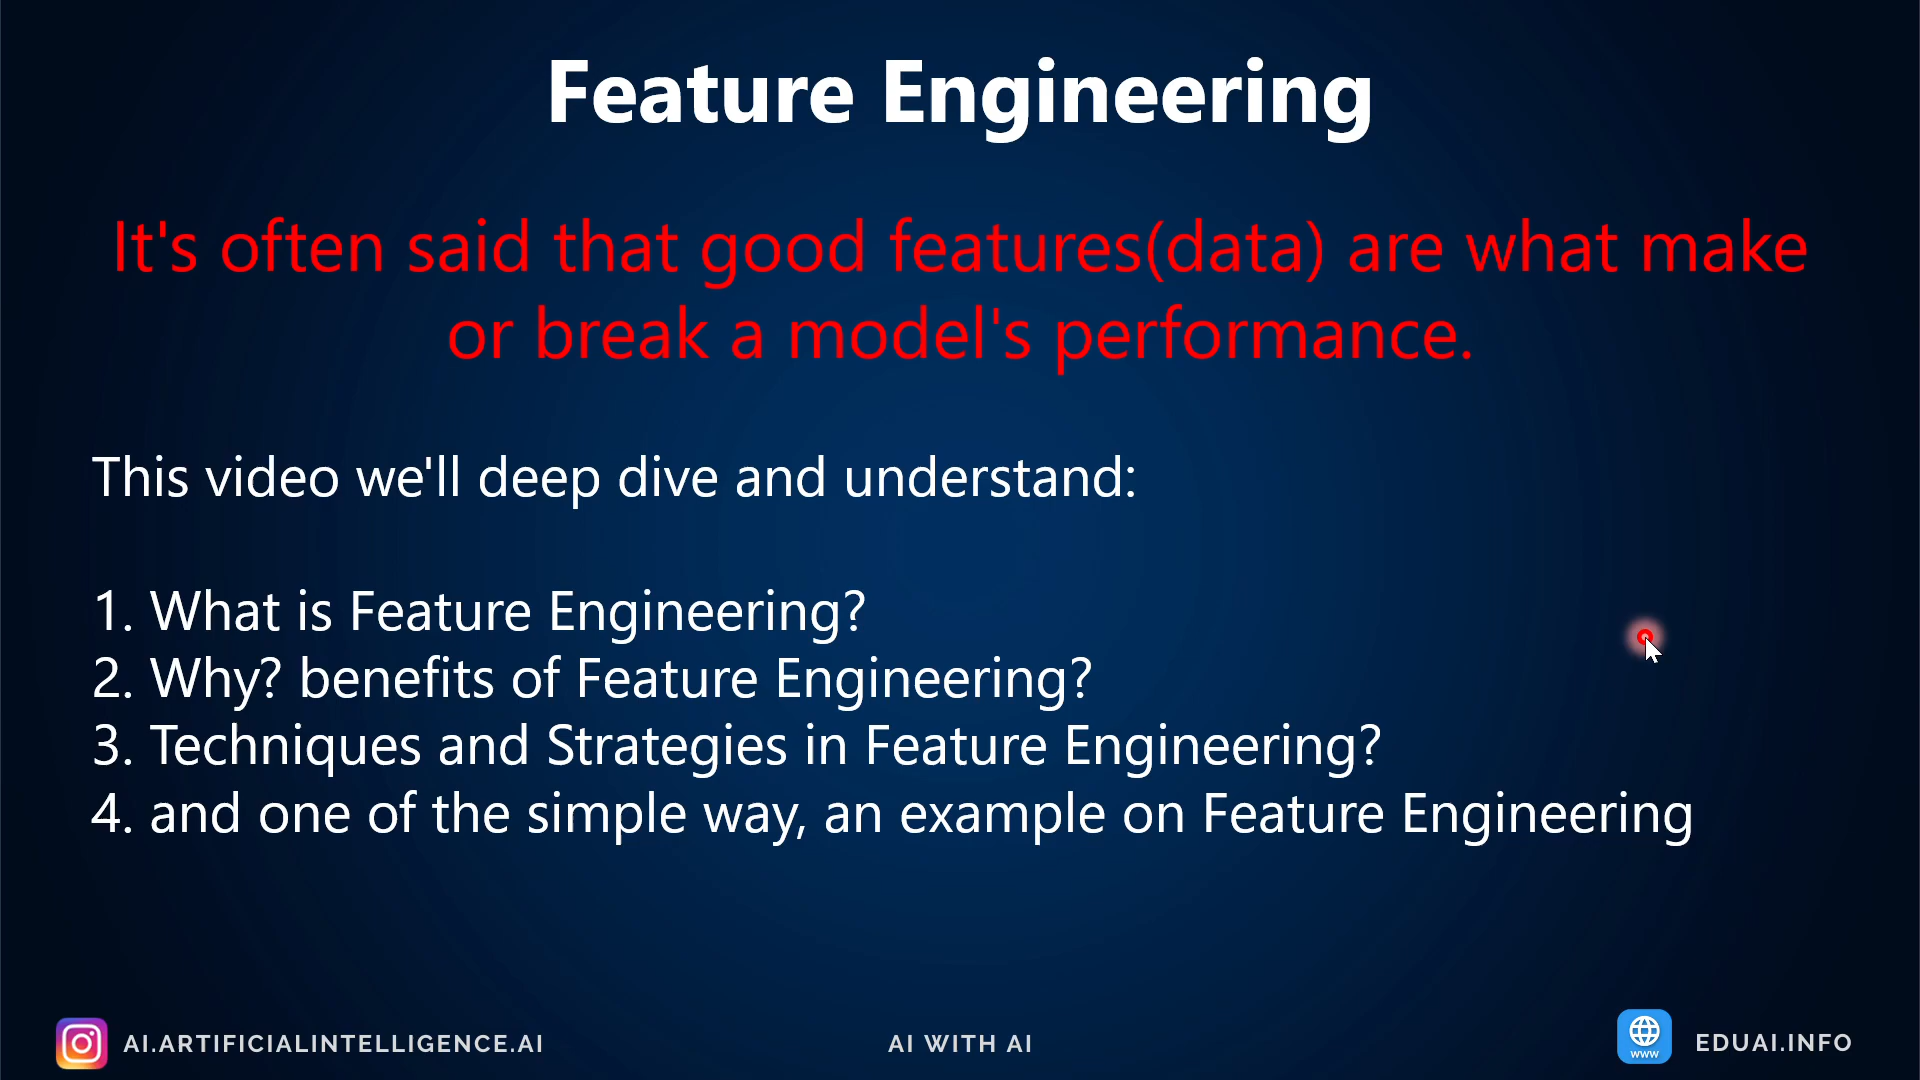 Feature Engineering
It's often said that good features(data) are what make
or break a model's performance.
This video we'll deep dive and understand:
1. What is Feature Engineering?
2. Why? benefits of Feature Engineering?
3. Techniques and Strategies in Feature Engineering?
4. and one of the simple way, an example on Feature Engineering
AI.ARTIFICIALINTELLIGENCE.AI
AI WITH AI
www
EDUAI.INFO